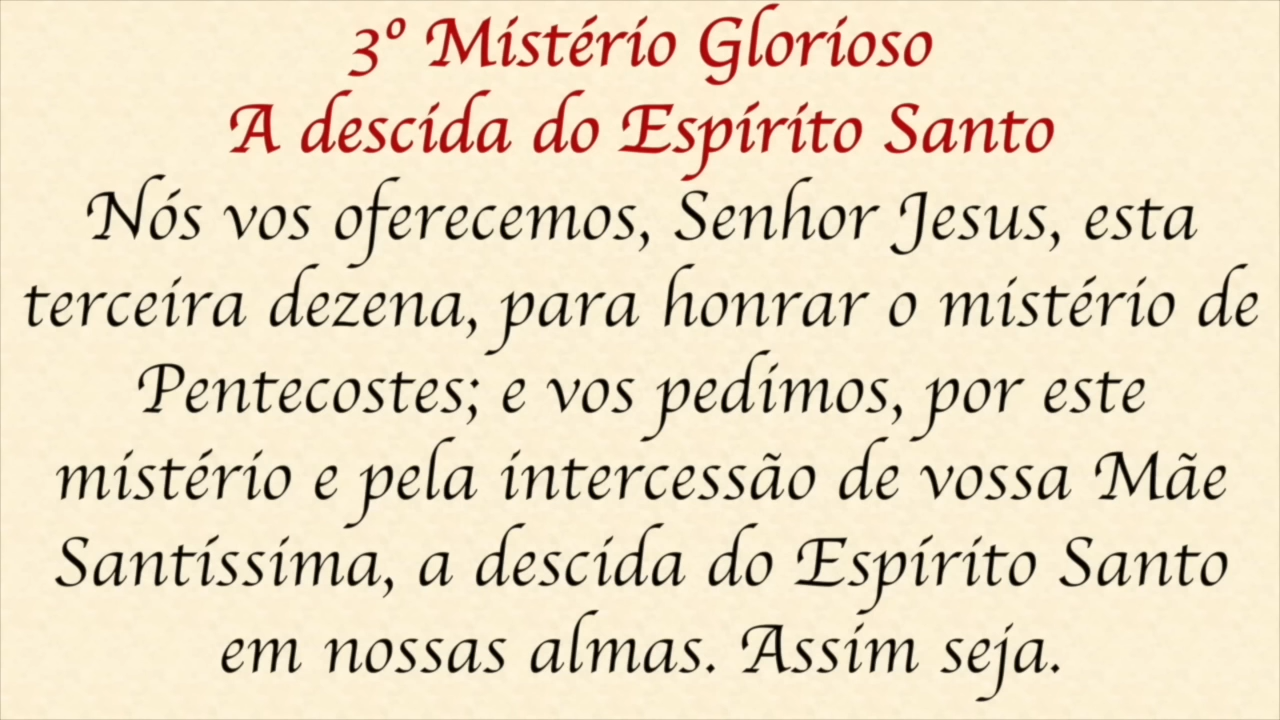 3º Mistério Glorioso
A descida do Espírito Santo
Nós vos oferecemos, Senhor Jesus, esta
terceira dezena, para honrar o mistério de
Pentecostes; e vos pedimos, por este
mistério e pela intercessão de vossa Mãe
Santíssima, a descida do Espírito Santo
em nossas almas. Assim seja.